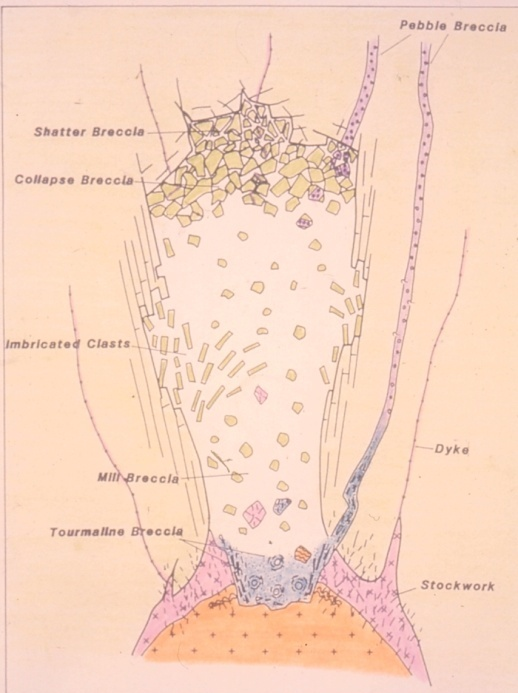 Pebble Breccia
Shatter Breccia
Collapse Breccia
Imbricated Clasts
Mill Breccia
Dyke
Tourmaline Breccia
Stockwork